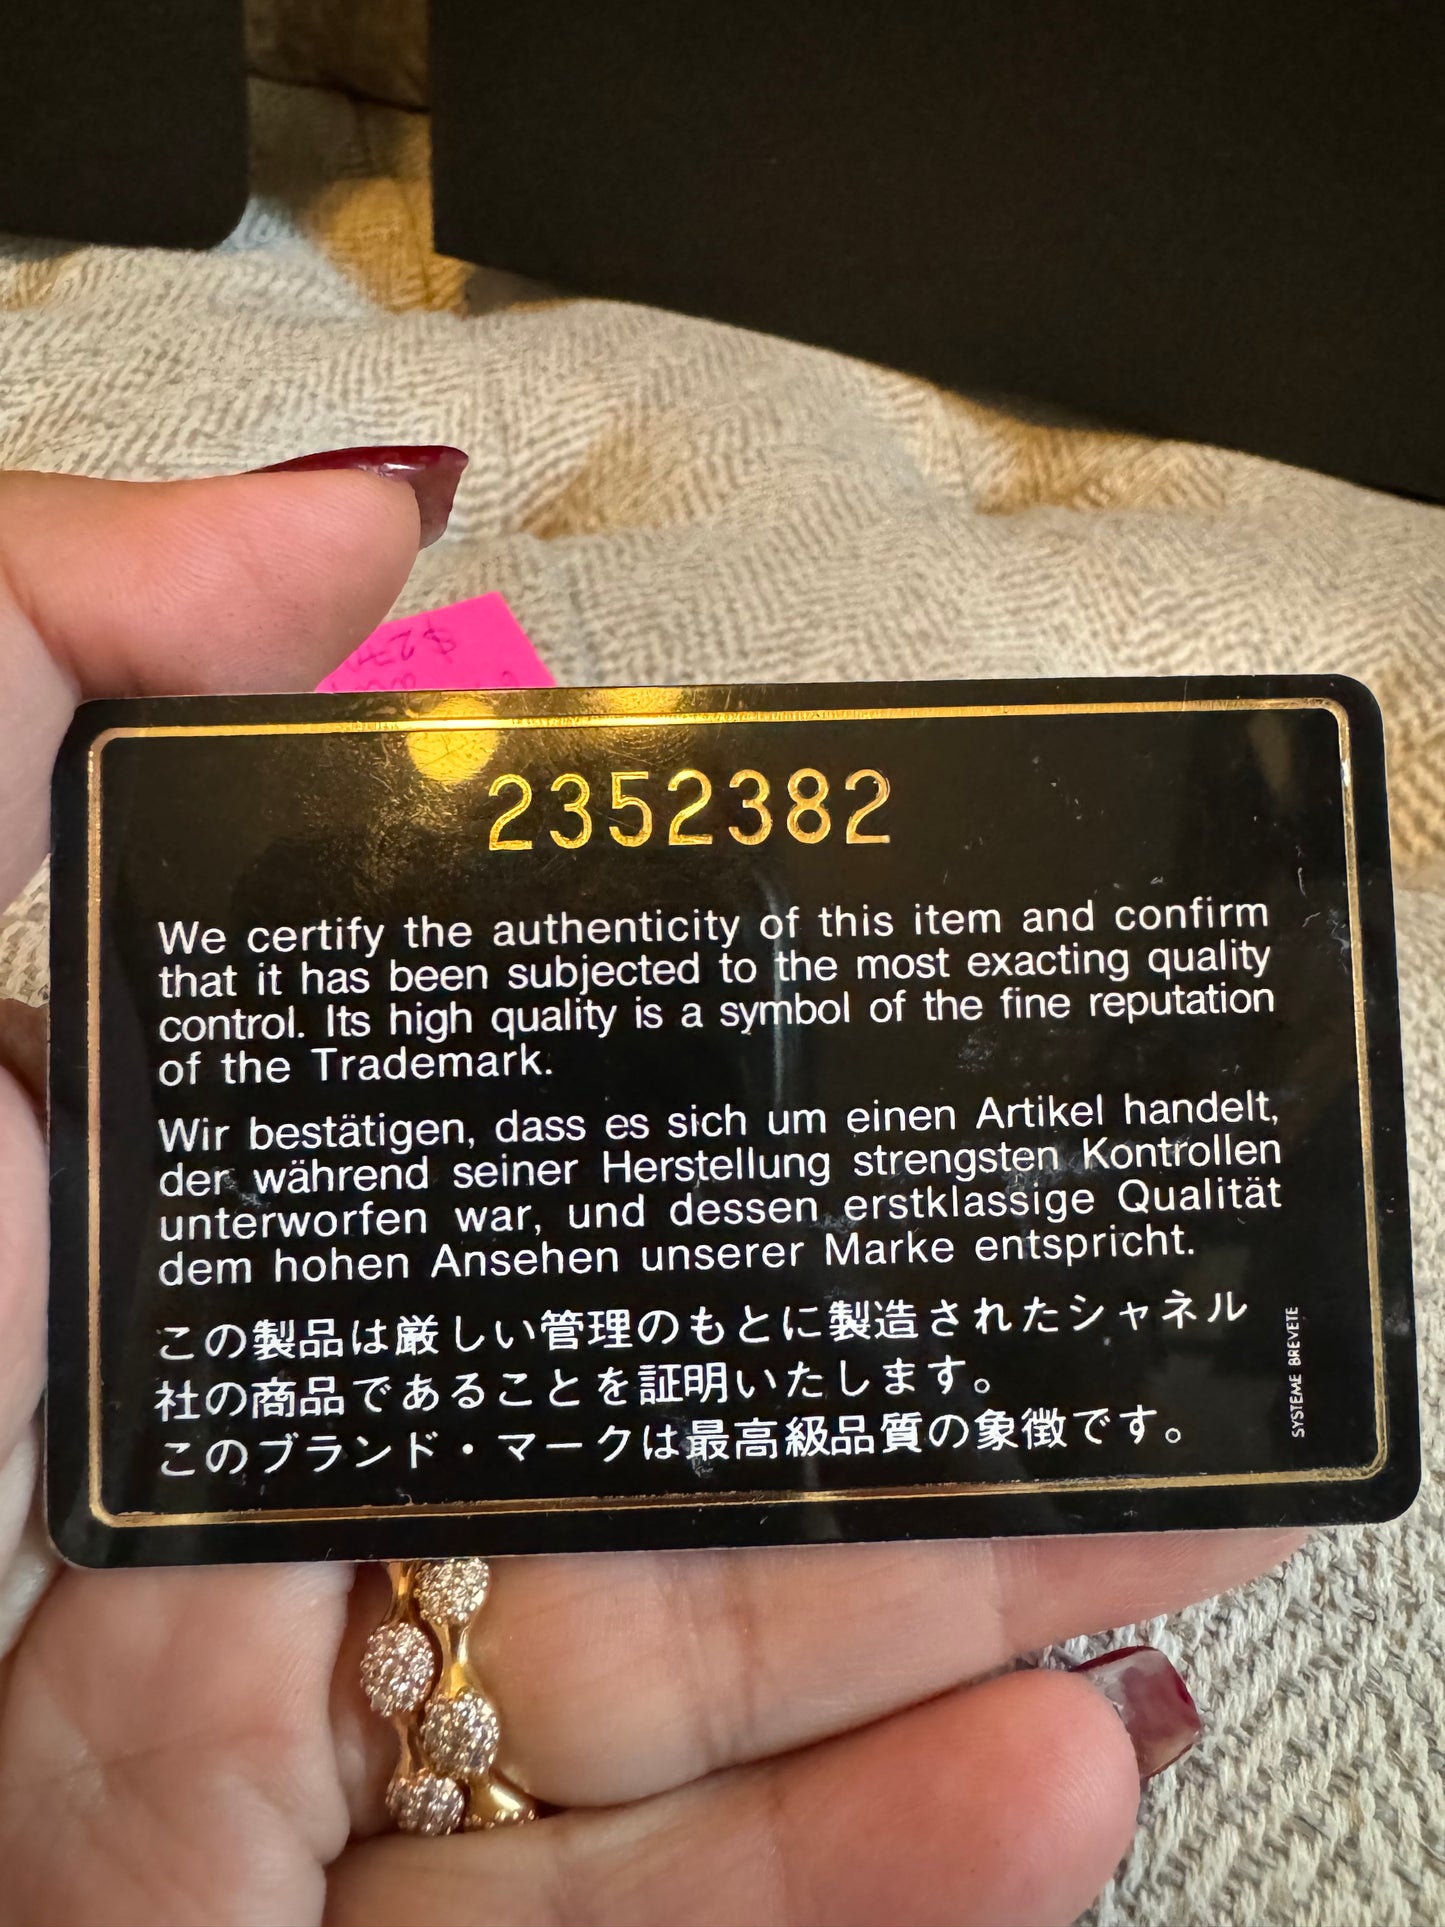 $27
2352382
We certify the authenticity of this item and confirm
that it has been subjected to the most exacting quality
control. Its high quality is a symbol of the fine reputation
of the Trademark.
Wir bestätigen, dass es sich um einen Artikel handelt,
der während seiner Herstellung strengsten Kontrollen
unterworfen war, und dessen erstklassige Qualität
dem hohen Ansehen unserer Marke entspricht.
この製品は厳しい管理のもとに製造されたシャネル
社の商品であることを証明いたします。
このブランド・マークは最高級品質の象徴です。
SYSTEME BREVETE